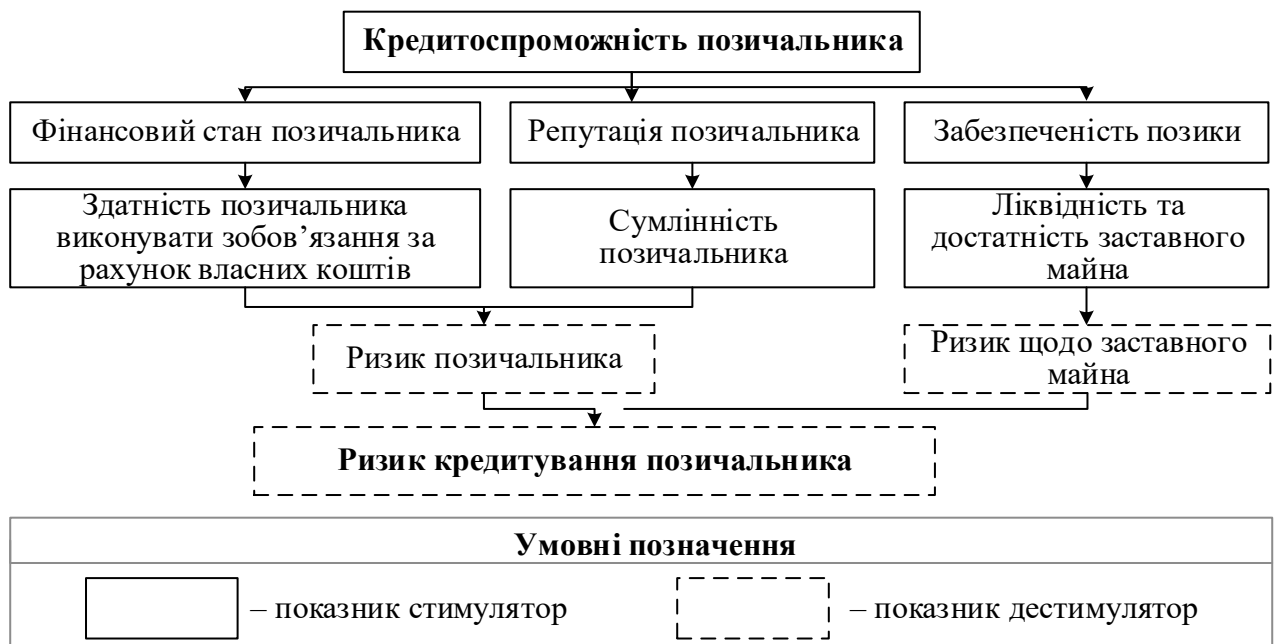 Кредитоспроможність позичальника
Фінансовий стан позичальника
Репутація позичальника
Забезпеченість позики
Здатність позичальника
виконувати зобов’язання за
рахунок власних коштів
Сумлінність
позичальника
Ліквідність та
достатність заставного
майна
Ризик позичальника
Ризик щодо заставного
майна
Ризик кредитування позичальника
Умовні позначення
– показник стимулятор
– показник дестимулятор